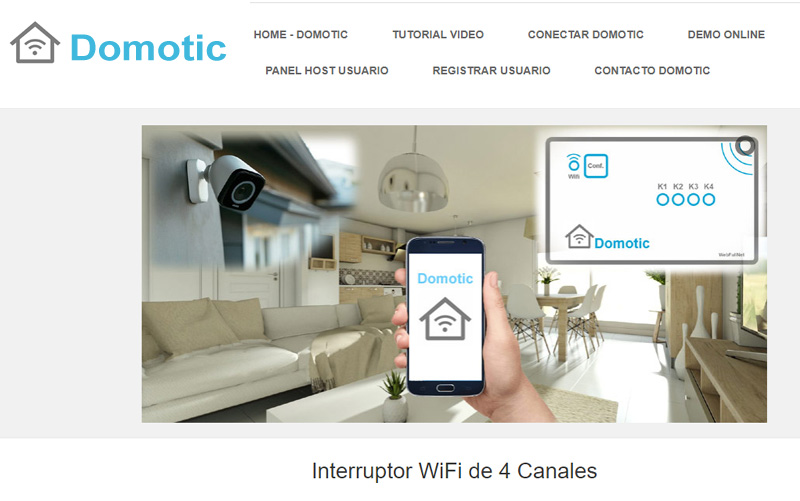 Domotic
HOME - DOMOTIC TUTORIAL VIDEO CONECTAR DOMOTIC DEMO ONLINE
PANEL HOST USUARIO REGISTRAR USUARIO CONTACTO DOMOTIC
Wifi
Conf.
K1 K2 K3 K4
Domotic
WebFullNet
Domotic
Interruptor WiFi de 4 Canales